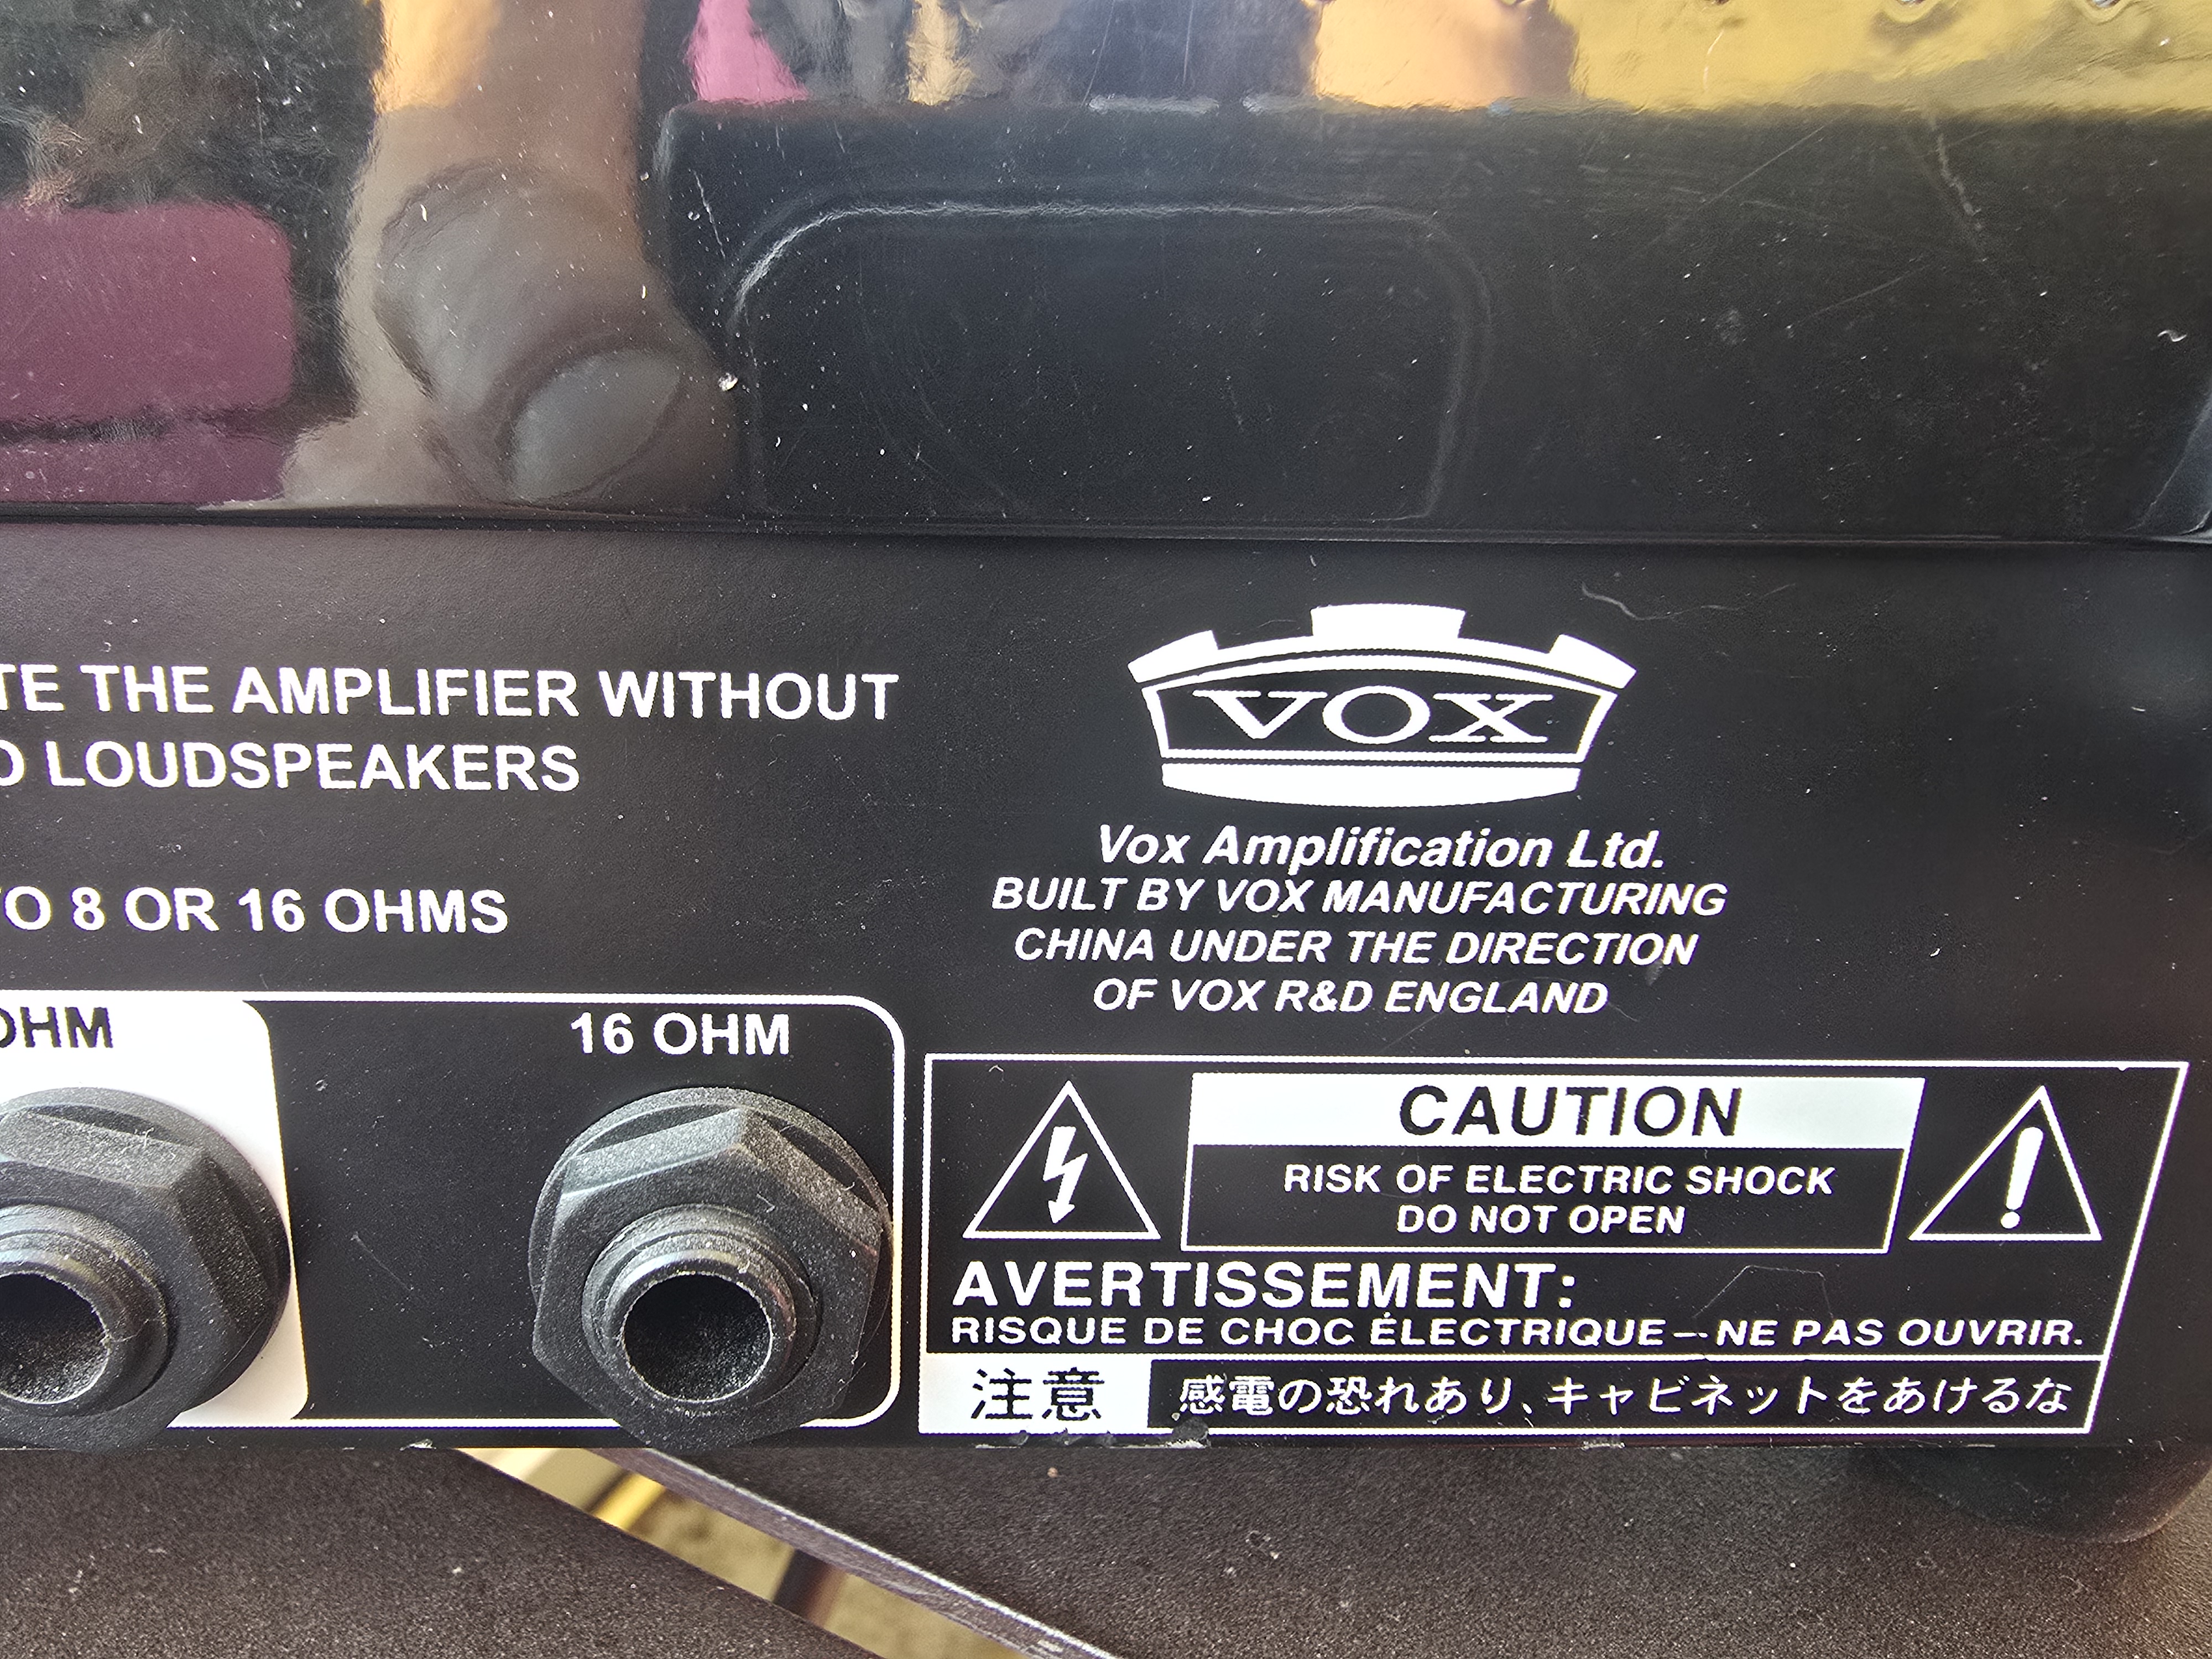 THE AMPLIFIER WITHOUT
LOUDSPEAKERS
8 OR 16 OHMS
OHM
16 OHM
VOX
Vox Amplification Ltd.
BUILT BY VOX MANUFACTURING
CHINA UNDER THE DIRECTION
OF VOX R&D ENGLAND
CAUTION
RISK OF ELECTRIC SHOCK
DO NOT OPEN
AVERTISSEMENT:
RISQUE DE CHOC ÉLECTRIQUE—NE PAS OUVRIR.
注意 感電の恐れあり、キャビネットをあけるな